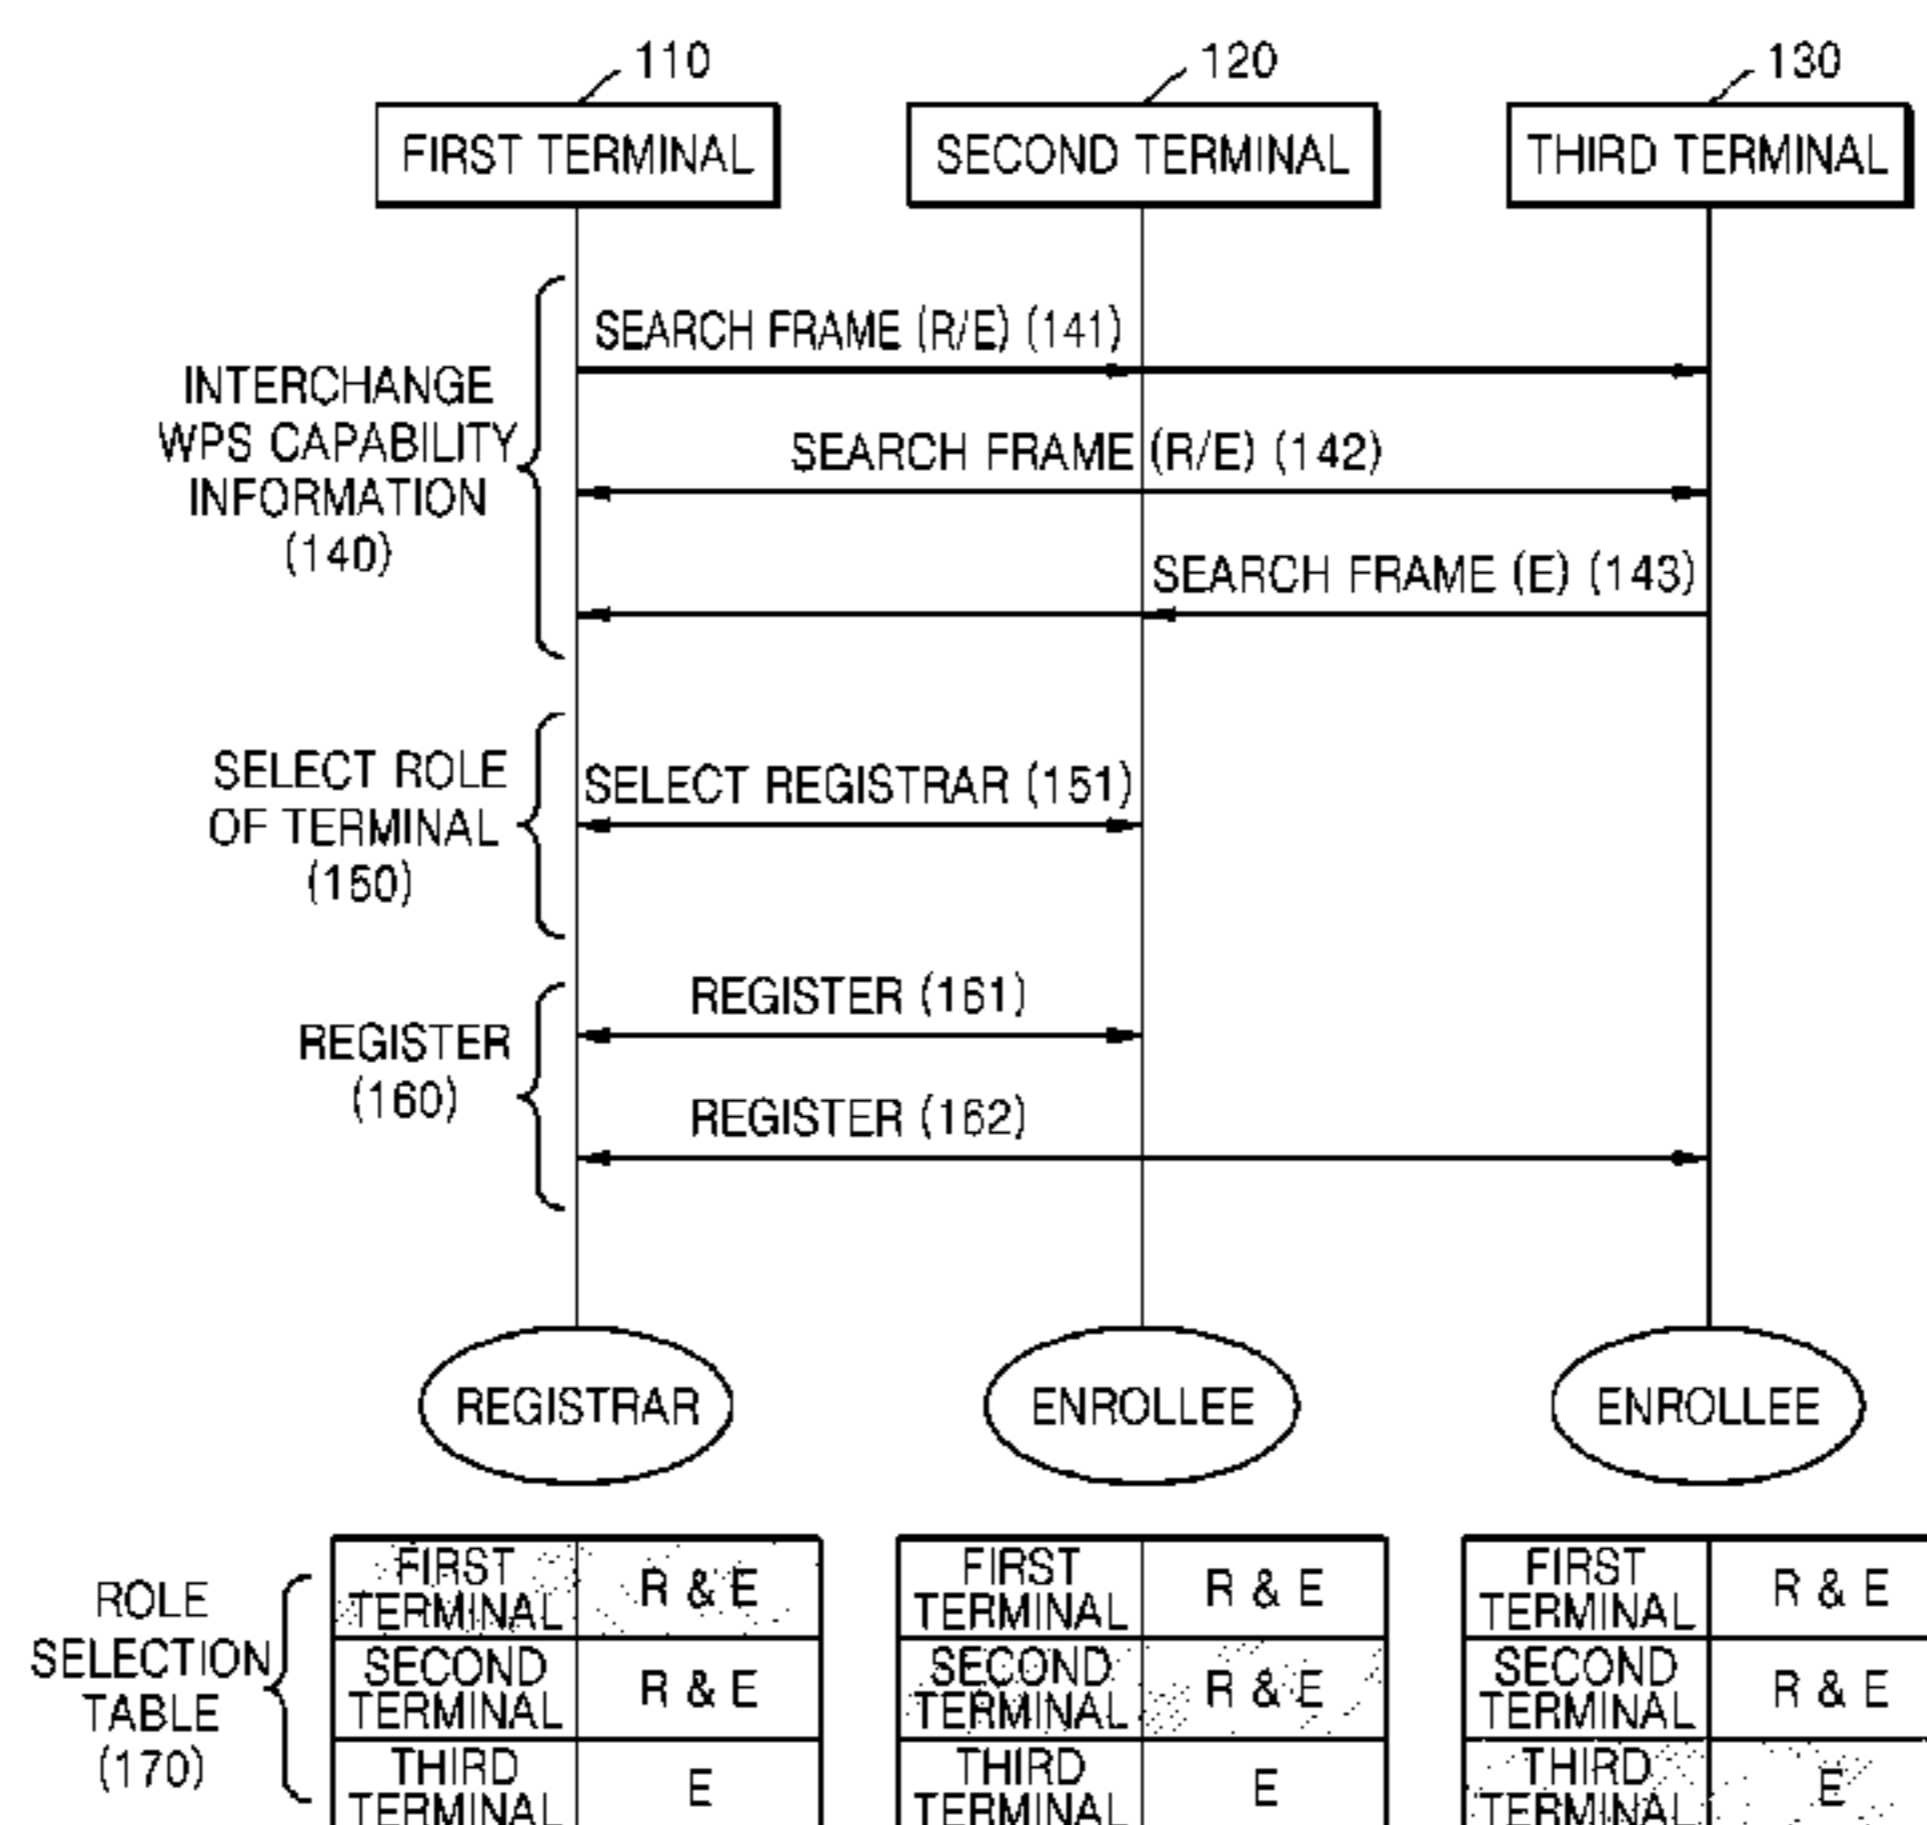 110
120
130
FIRST TERMINAL
SECOND TERMINAL
THIRD TERMINAL
SEARCH FRAME (R/E) (141)
INTERCHANGE
WPS CAPABILITY
INFORMATION
(140)
SEARCH FRAME (R/E) (142)
SEARCH FRAME (E) (143)
SELECT ROLE
OF TERMINAL
(150)
SELECT REGISTRAR (151)
REGISTER
(160)
REGISTER (161)
REGISTER (162)
REGISTRAR
ENROLLEE
ENROLLEE
ROLE
SELECTION
TABLE
(170)
FIRST
TERMINAL
R & E
SECOND
TERMINAL
R & E
THIRD
TERMINAL
E
FIRST
TERMINAL
R & E
SECOND
TERMINAL
R & E
THIRD
TERMINAL
E
FIRST
TERMINAL
R & E
SECOND
TERMINAL
R & E
THIRD
TERMINAL
E